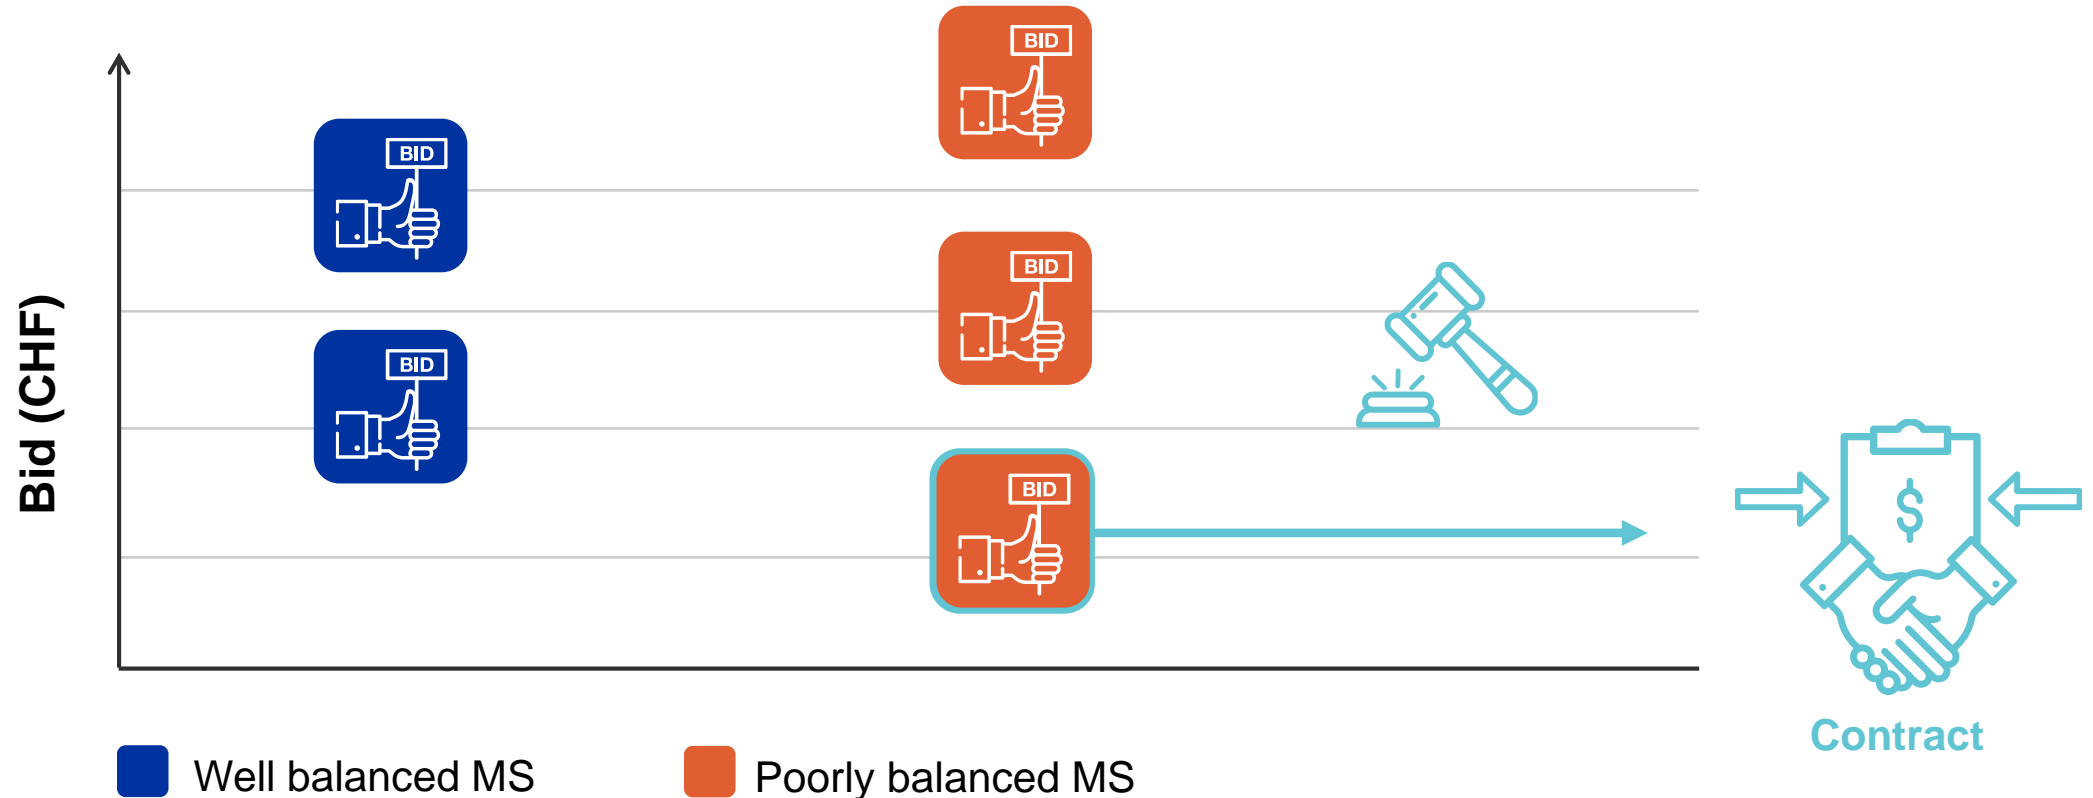 BID
BID
BID
BID
BID
Bid (CHF)
$
Contract
Well balanced MS
Poorly balanced MS